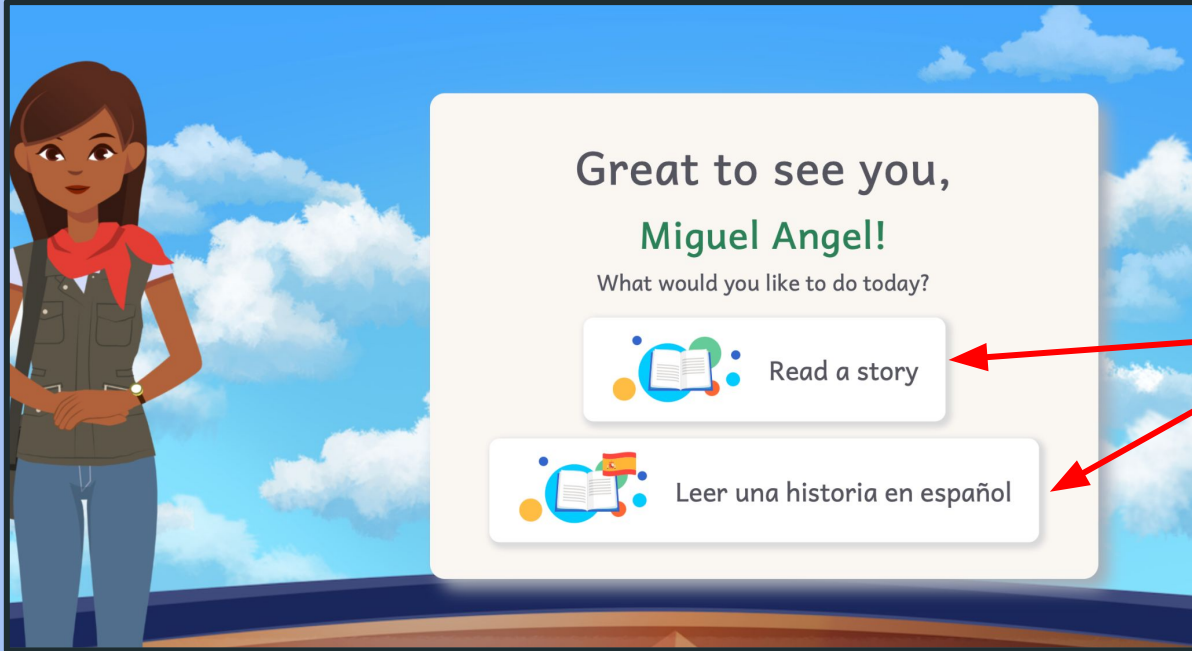 Great to see you,
Miguel Angel!
What would you like to do today?
Read a story
Leer una historia en español